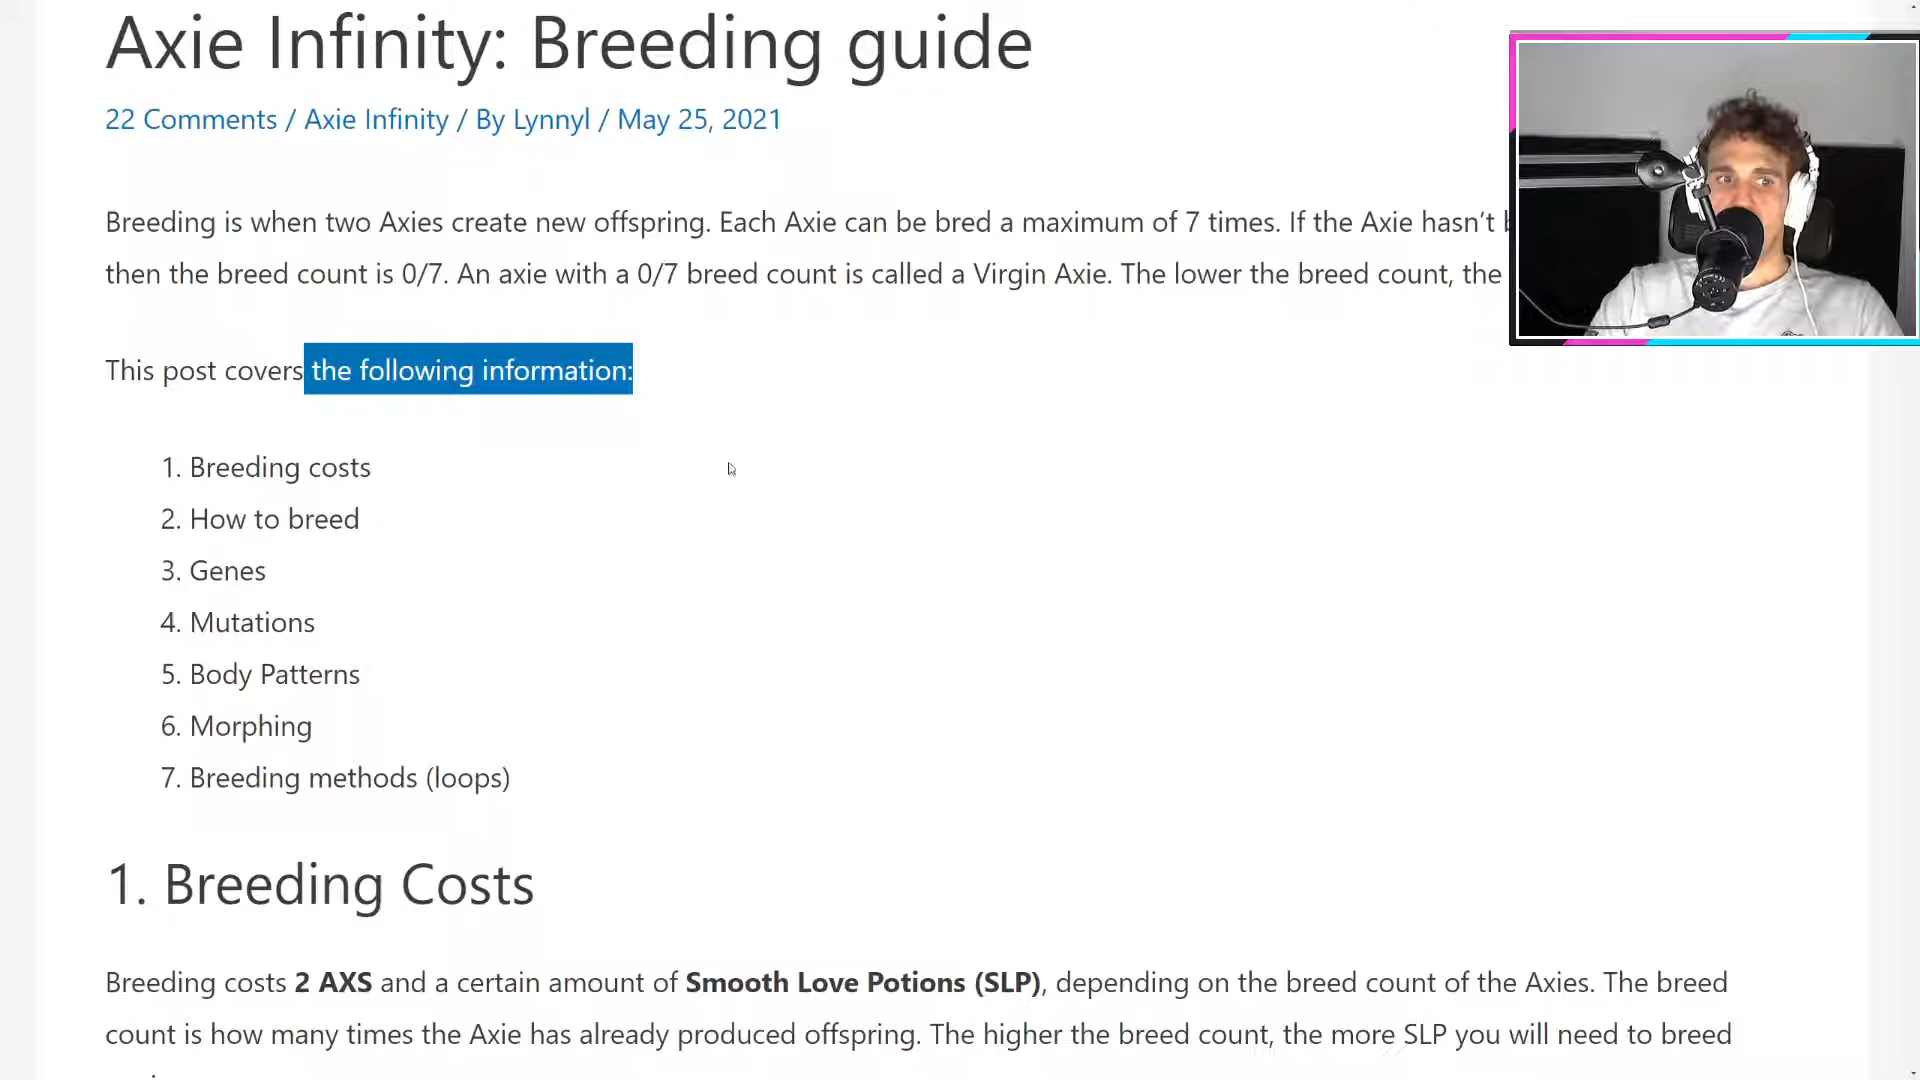 Axie Infinity: Breeding guide
22 Comments / Axie Infinity / By Lynnyl / May 25, 2021
Breeding is when two Axies create new offspring. Each Axie can be bred a maximum of 7 times. If the Axie hasn’t
then the breed count is 0/7. An axie with a 0/7 breed count is called a Virgin Axie. The lower the breed count, the
This post covers the following information:
1. Breeding costs
2. How to breed
3. Genes
4. Mutations
5. Body Patterns
6. Morphing
7. Breeding methods (loops)
1. Breeding Costs
Breeding costs 2 AXS and a certain amount of Smooth Love Potions (SLP), depending on the breed count of the Axies. The breed
count is how many times the Axie has already produced offspring. The higher the breed count, the more SLP you will need to breed